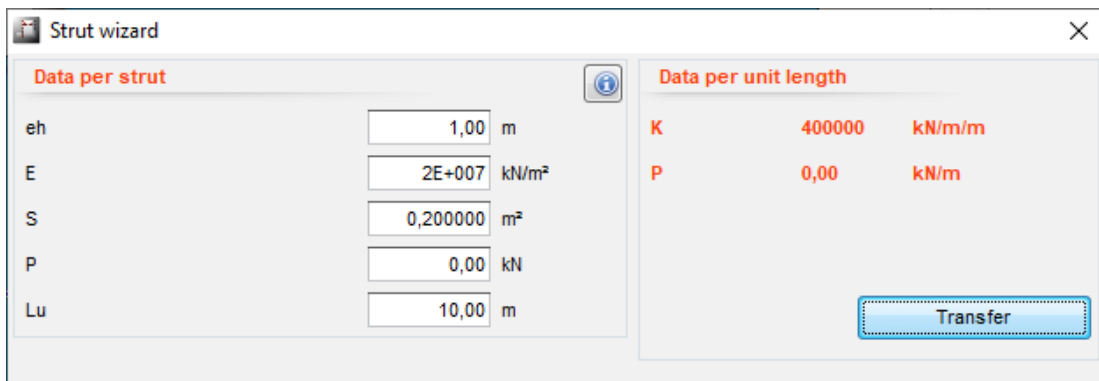 Strut wizard
Data per strut
eh 1,00 m
E 2E+007 kN/m²
S 0,200000 m²
P 0,00 kN
Lu 10,00 m
Data per unit length
K 400000 kN/m/m
P 0,00 kN/m
Transfer